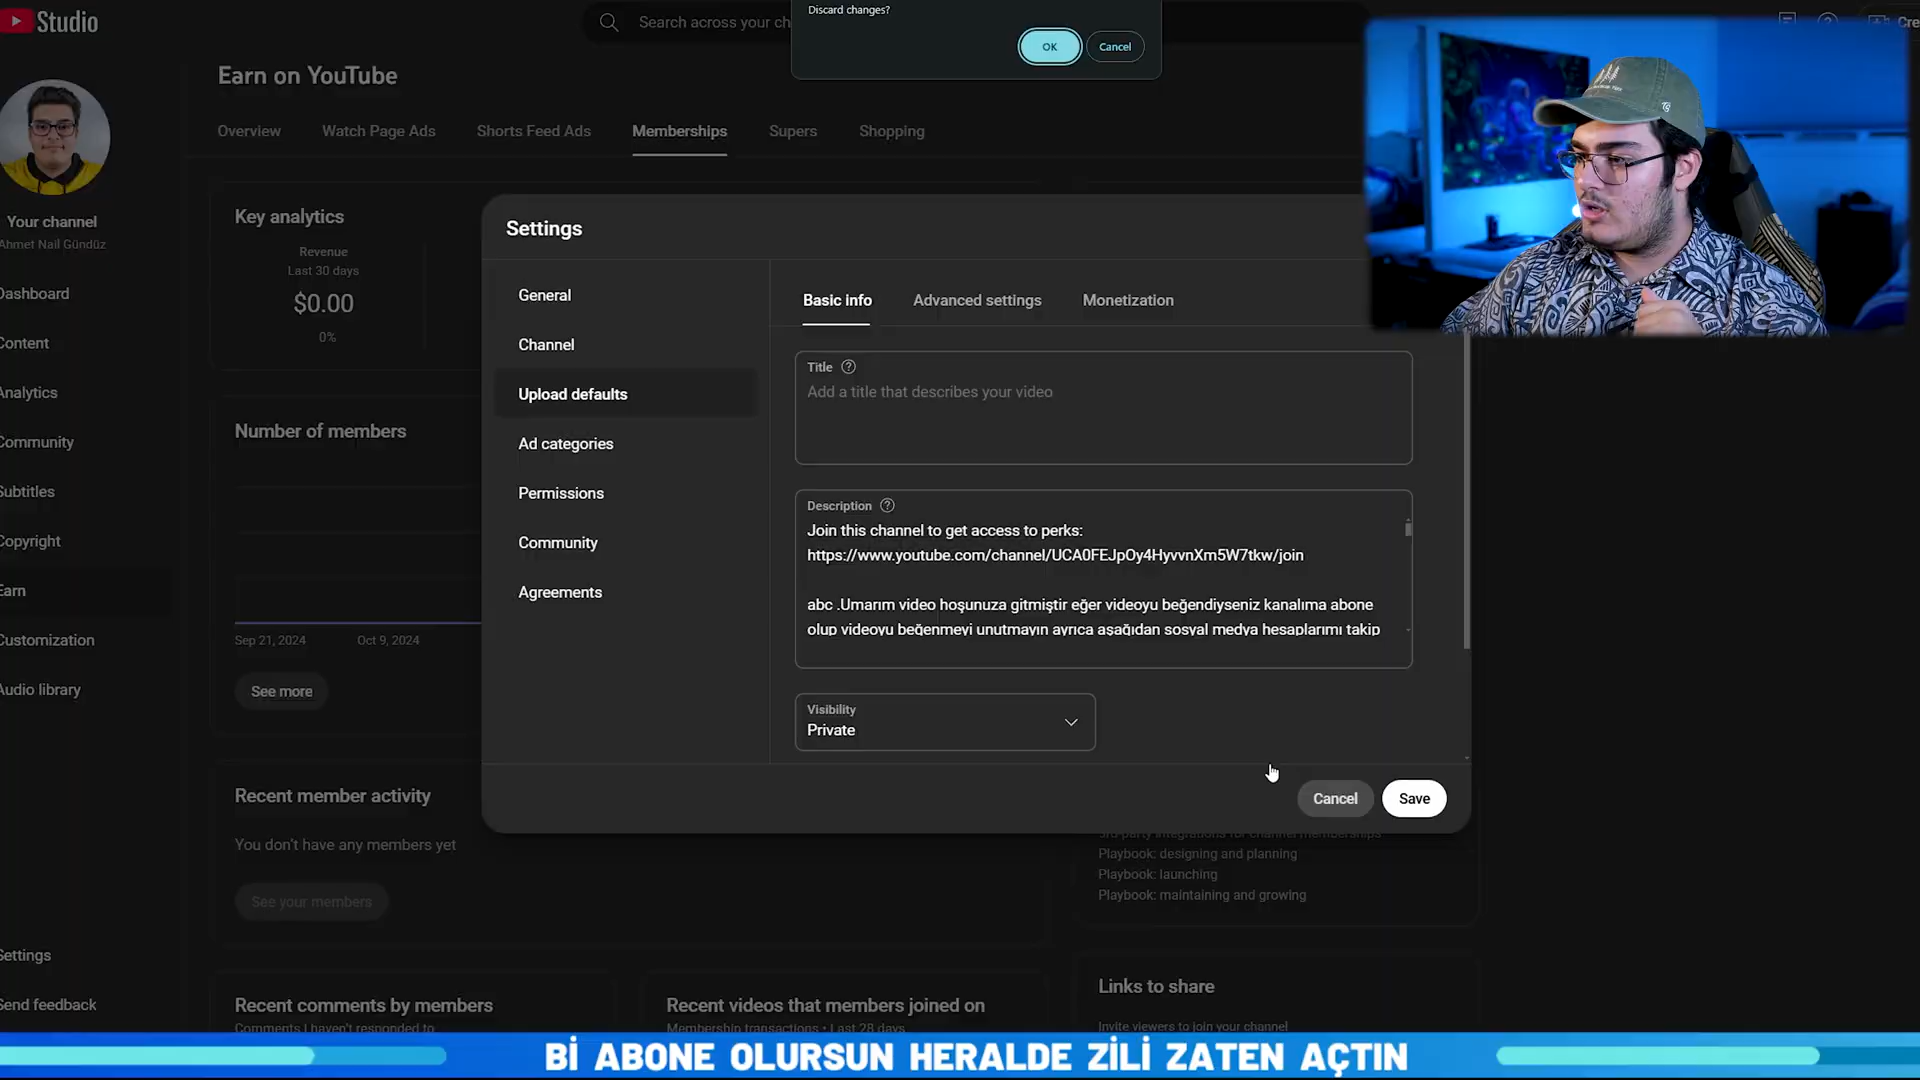 Studio
Search across your ch
Discard changes?
OK
Cancel
Cre
Earn on YouTube
Overview
Watch Page Ads
Shorts Feed Ads
Memberships
Supers
Shopping
Your channel
Ahmet Nail Gündüz
Dashboard
Content
Analytics
Community
Subtitles
Copyright
Earn
Customization
Audio library
Settings
Send feedback
Key analytics
Revenue
Last 30 days
$0.00
0%
Number of members
Sep 21, 2024
Oct 9, 2024
See more
Recent member activity
You don't have any members yet
See your members
Recent comments by members
Comments I haven't responded to
Recent videos that members joined on
Membership transactions • Last 28 days
Settings
General
Channel
Upload defaults
Ad categories
Permissions
Community
Agreements
Basic info
Advanced settings
Monetization
Title
Add a title that describes your video
Description
Join this channel to get access to perks:
https://www.youtube.com/channel/UCA0FEJpOy4HyvvnXm5W7tkw/join
abc .Umarım video hoşunuza gitmiştir eğer videoyu beğendiyseniz kanalıma abone
olup videoyu beğenmeyi unutmayın ayrıca aşağıdan sosyal medya hesaplarımı takip
Visibility
Private
Cancel
Save
3rd-party integrations for channel memberships
Playbook: designing and planning
Playbook: launching
Playbook: maintaining and growing
Links to share
Invite viewers to join your channel
Bİ ABONE OLURSUN HERALDE ZİLİ ZATEN AÇTIN